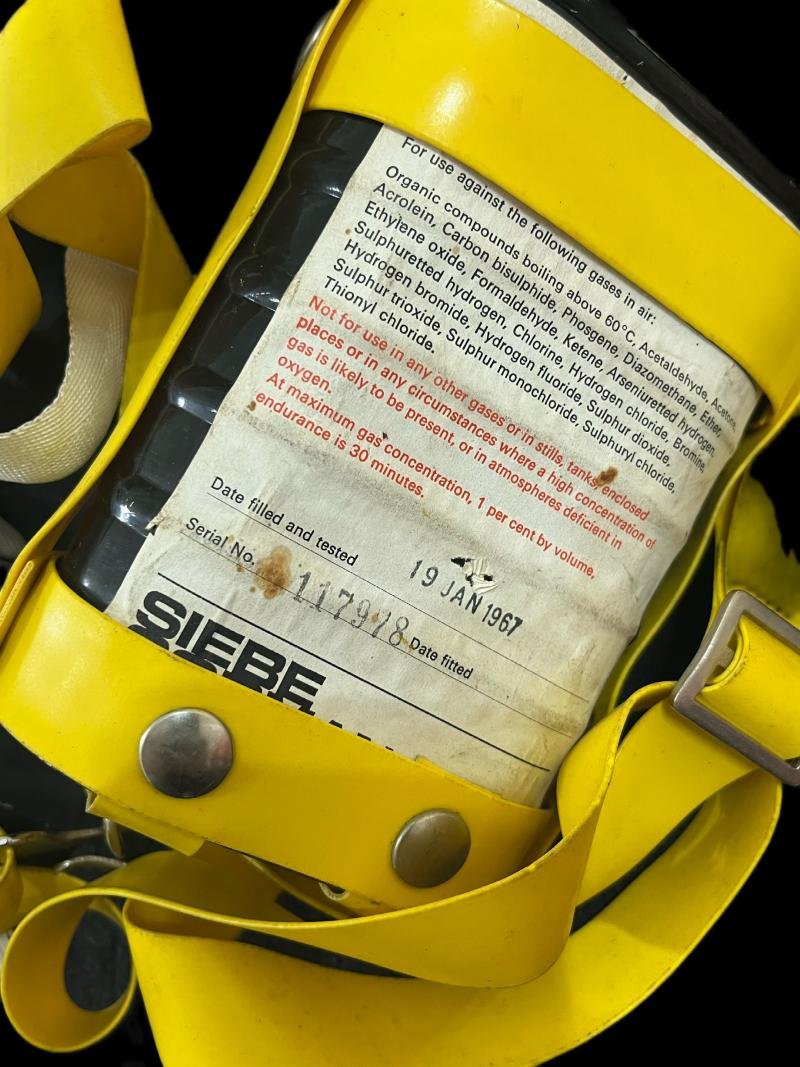 For use against the following gases in air:
Organic compounds boiling above 60°C, Acetaldehyde, Acetone,
Acrolein, Carbon bisulphide, Phosgene, Diazomethane, Ether,
Ethylene oxide, Formaldehyde, Ketene, Arseniuretted hydrogen,
Sulphuretted hydrogen, Chlorine, Hydrogen chloride, Bromine,
Hydrogen bromide, Hydrogen fluoride, Sulphur dioxide,
Sulphur trioxide, Sulphur monochloride, Sulphuryl chloride,
Thionyl chloride.
Not for use in any other gases or in stills, tanks, enclosed
places or in any circumstances where a high concentration of
gas is likely to be present, or in atmospheres deficient in
oxygen.
At maximum gas concentration, 1 per cent by volume,
endurance is 30 minutes.
Date filled and tested 19 JAN 1967
Serial No. 117978 Date fitted
SIEBE